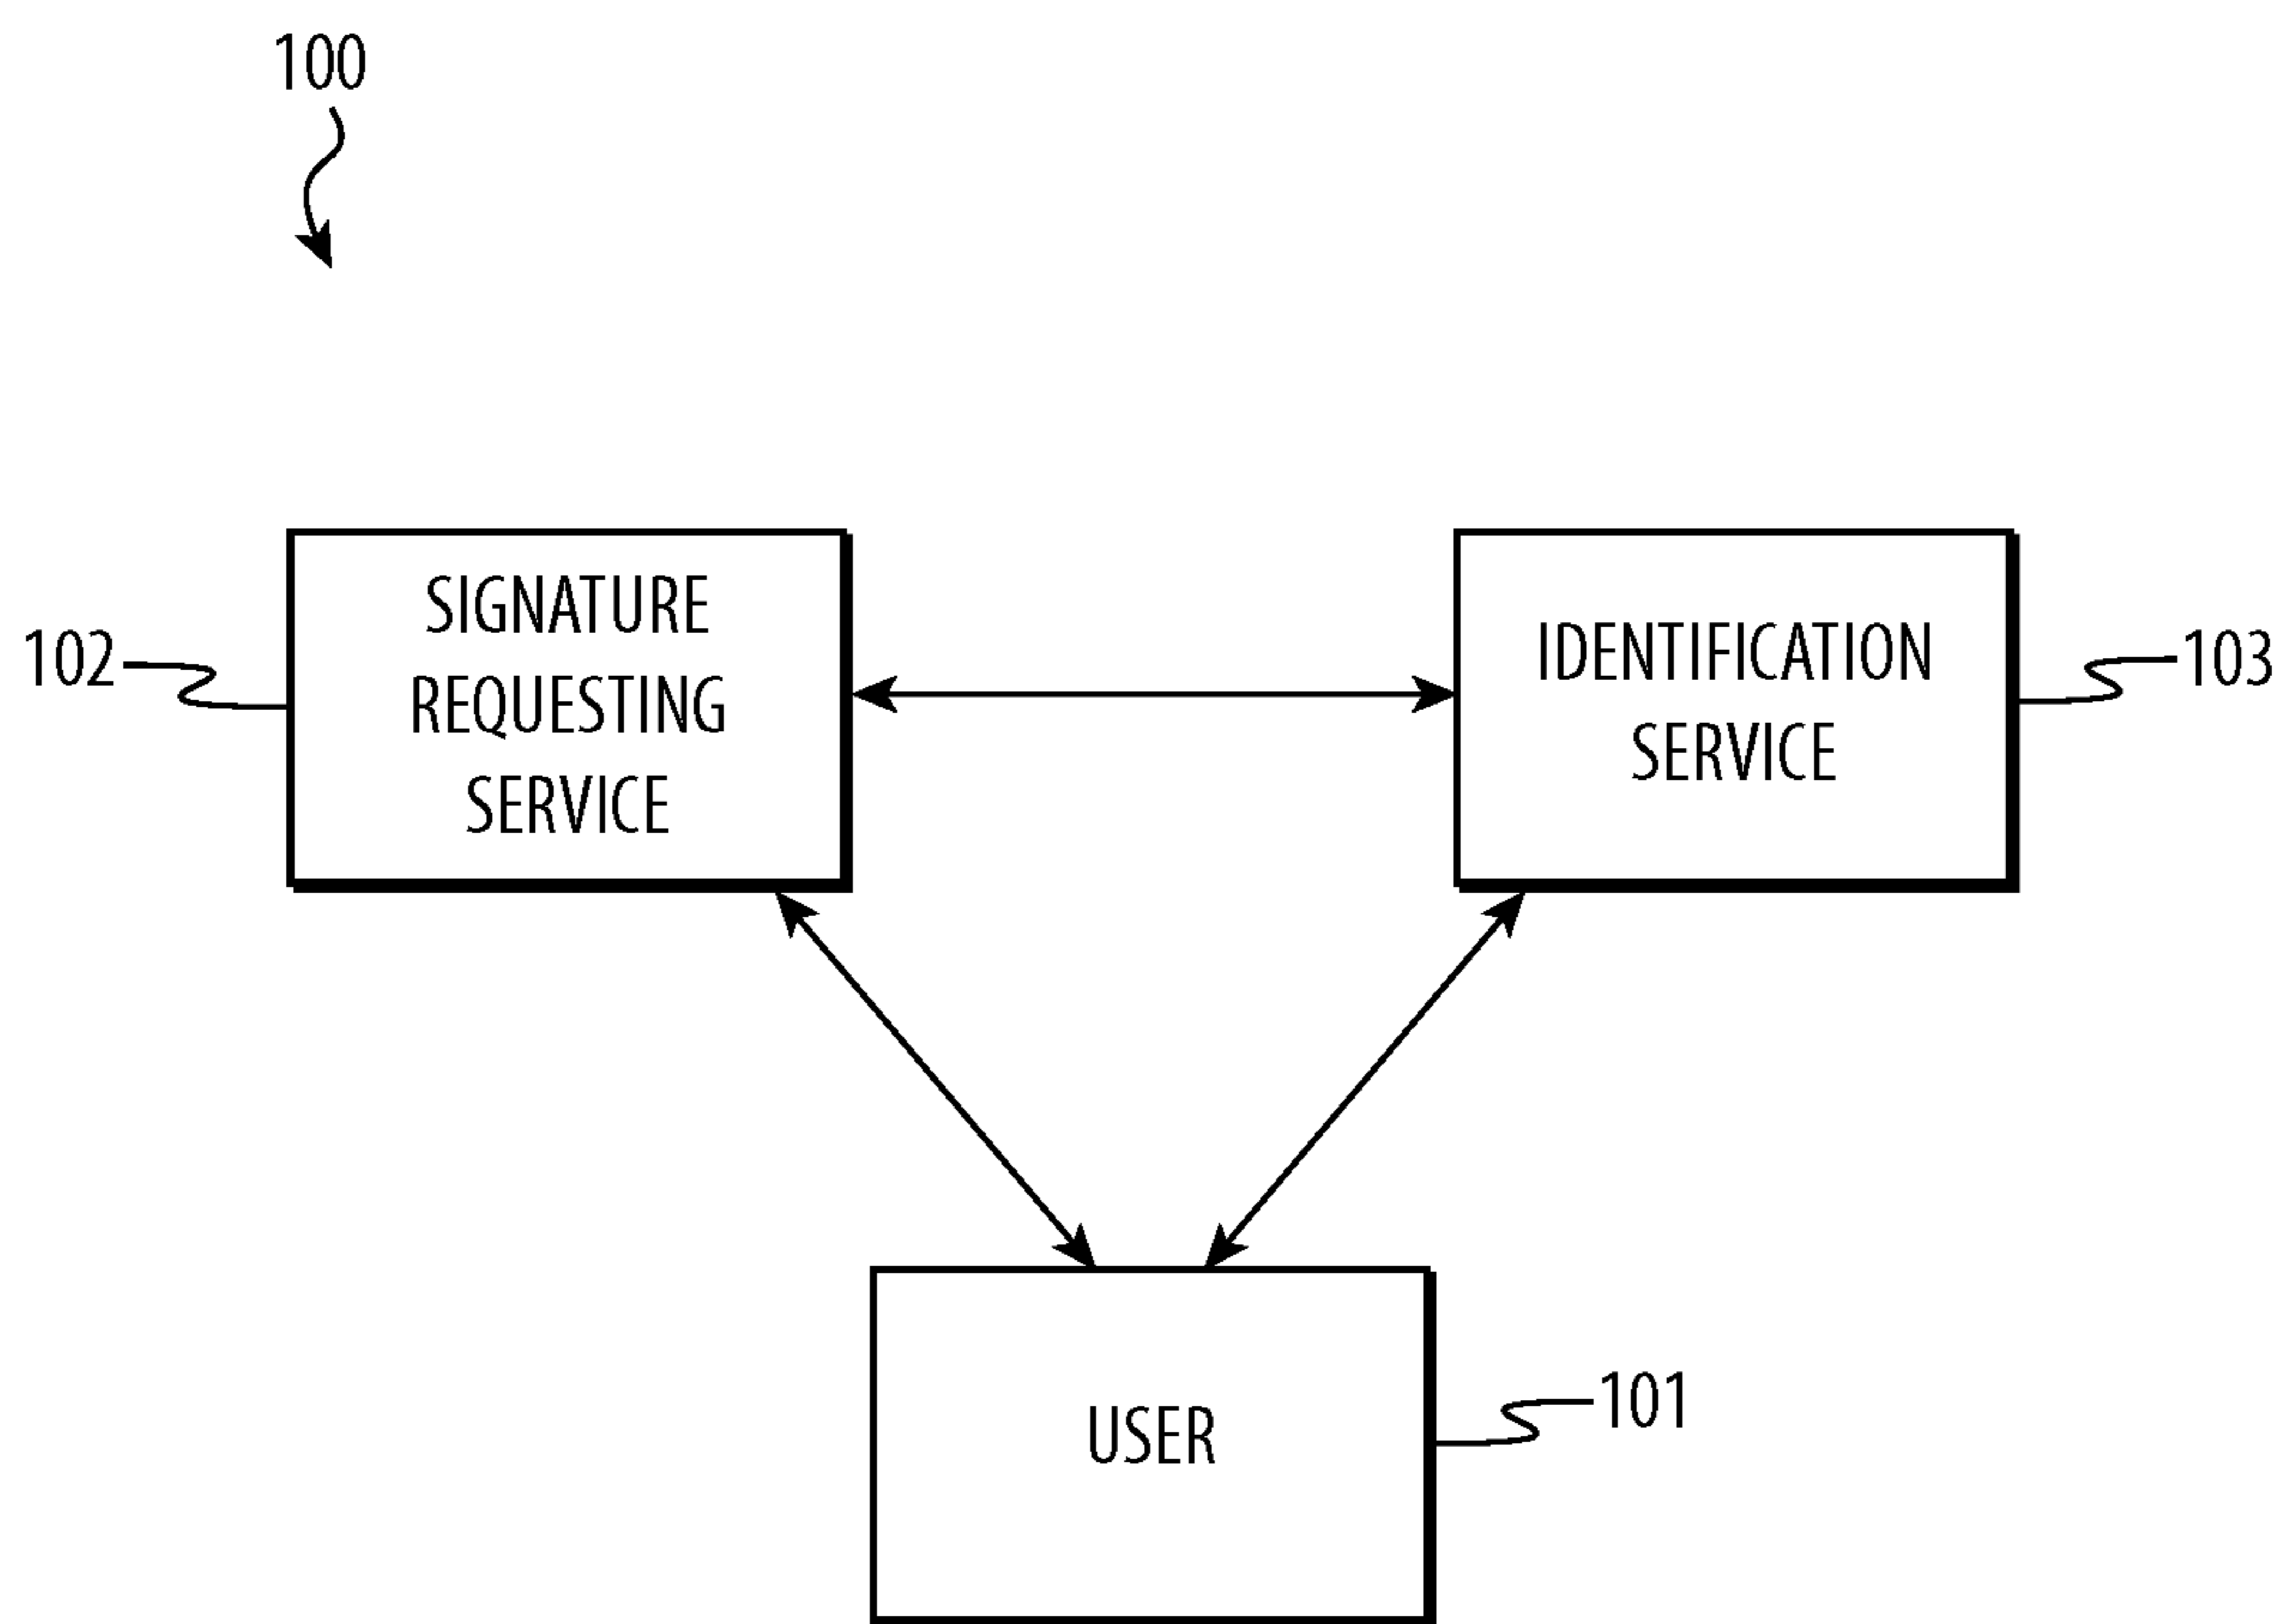 100
SIGNATURE
REQUESTING
SERVICE
102
IDENTIFICATION
SERVICE
103
USER
101